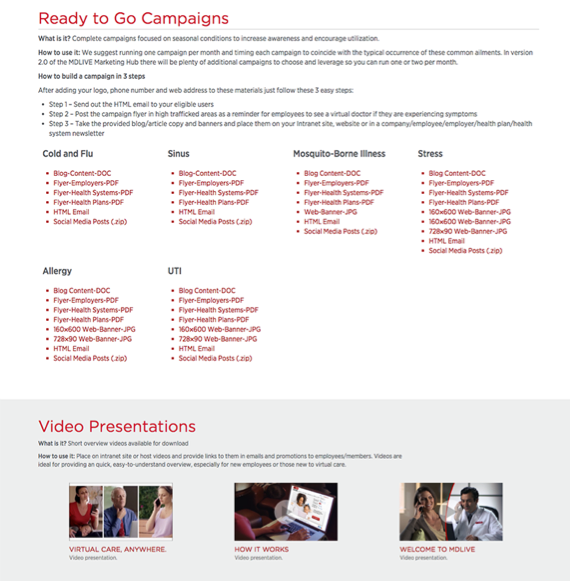 Ready to Go Campaigns
What is it? Complete campaigns focused on seasonal conditions to increase awareness and encourage utilization.
How to use it: We suggest running one campaign per month and timing each campaign to coincide with the typical occurrence of these common ailments. In version
2.0 of the MDLIVE Marketing Hub there will be plenty of additional campaigns to choose and leverage so you can run one or two per month.
How to build a campaign in 3 steps
After adding your logo, phone number and web address to these materials just follow these 3 easy steps:
• Step 1 – Send out the HTML email to your eligible users
• Step 2 – Post the campaign flyer in high trafficked areas as a reminder for employees to see a virtual doctor if they are experiencing symptoms
• Step 3 – Take the provided blog/article copy and banners and place them on your Intranet site, website or in a company/employee/employer/health plan/health
system newsletter
Cold and Flu
Blog-Content-DOC
Flyer-Employers-PDF
Flyer-Health Systems-PDF
Flyer-Health Plans-PDF
HTML Email
Social Media Posts (.zip)
Sinus
Blog Content-DOC
Flyer-Employers-PDF
Flyer-Health Systems-PDF
Flyer-Health Plans-PDF
HTML Email
Social Media Posts (.zip)
Mosquito-Borne Illness
Blog Content-DOC
Flyer-Employers-PDF
Flyer-Health Systems-PDF
Flyer-Health Plans-PDF
Web-Banner-JPG
HTML Email
Social Media Posts (.zip)
Stress
Blog Content-DOC
Flyer-Employers-PDF
Flyer-Health Systems-PDF
Flyer-Health Plans-PDF
160x600 Web-Banner-JPG
160x600 Web-Banner-JPG
728x90 Web-Banner-JPG
HTML Email
Social Media Posts (.zip)
Allergy
Blog Content-DOC
Flyer-Employers-PDF
Flyer-Health Systems-PDF
Flyer-Health Plans-PDF
160x600 Web-Banner-JPG
728x90 Web-Banner-JPG
HTML Email
Social Media Posts (.zip)
UTI
Blog Content-DOC
Flyer-Employers-PDF
Flyer-Health Systems-PDF
Flyer-Health Plans-PDF
160x600 Web-Banner-JPG
728x90 Web-Banner-JPG
HTML Email
Social Media Posts (.zip)
Video Presentations
What is it? Short overview videos available for download
How to use it: Place on intranet site or host videos and provide links to them in emails and promotions to employees/members. Videos are
ideal for providing an quick, easy-to-understand overview, especially for new employees or those new to virtual care.
VIRTUAL CARE, ANYWHERE.
Video presentation.
HOW IT WORKS
Video presentation.
WELCOME TO MDLIVE
Video presentation.